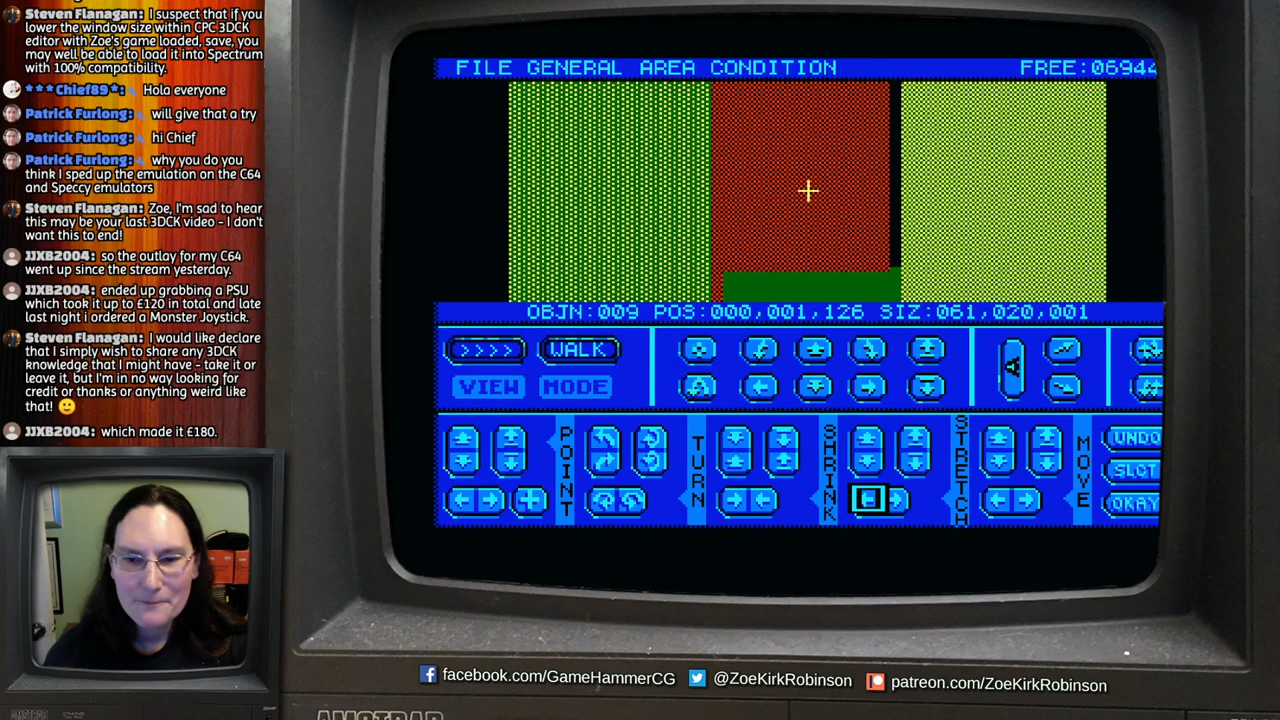 Steven Flanagan: I suspect that if you
lower the window size within CPC 3DCK
editor with Zoe's game loaded, save, you
may well be able to load it into Spectrum
with 100% compatibility.
***Chief89*: Hola everyone
Patrick Furlong: will give that a try
Patrick Furlong: hi Chief
Patrick Furlong: why you do you
think I sped up the emulation on the C64
and Speccy emulators
Steven Flanagan: Zoe, I'm sad to hear
this may be your last 3DCK video - I don't
want this to end!
JJXB2004: so the outlay for my C64
went up since the stream yesterday.
JJXB2004: ended up grabbing a PSU
which took it up to £120 in total and late
last night i ordered a Monster Joystick.
Steven Flanagan: I would like declare
that I simply wish to share any 3DCK
knowledge that I might have - take it or
leave it, but I'm in no way looking for
credit or thanks or anything weird like
that! 🙂
JJXB2004: which made it £180.
FILE GENERAL AREA CONDITION FREE:06944
OBJN:009 POS:000,001,126 SIZ:061,020,001
>>>> WALK
VIEW MODE
A
POINT
TURN
SHRINK
STRETCH
MOVE
UNDO
SLOT
OKAY
facebook.com/GameHammerCG @ZoeKirkRobinson patreon.com/ZoeKirkRobinson
AMSTRAD